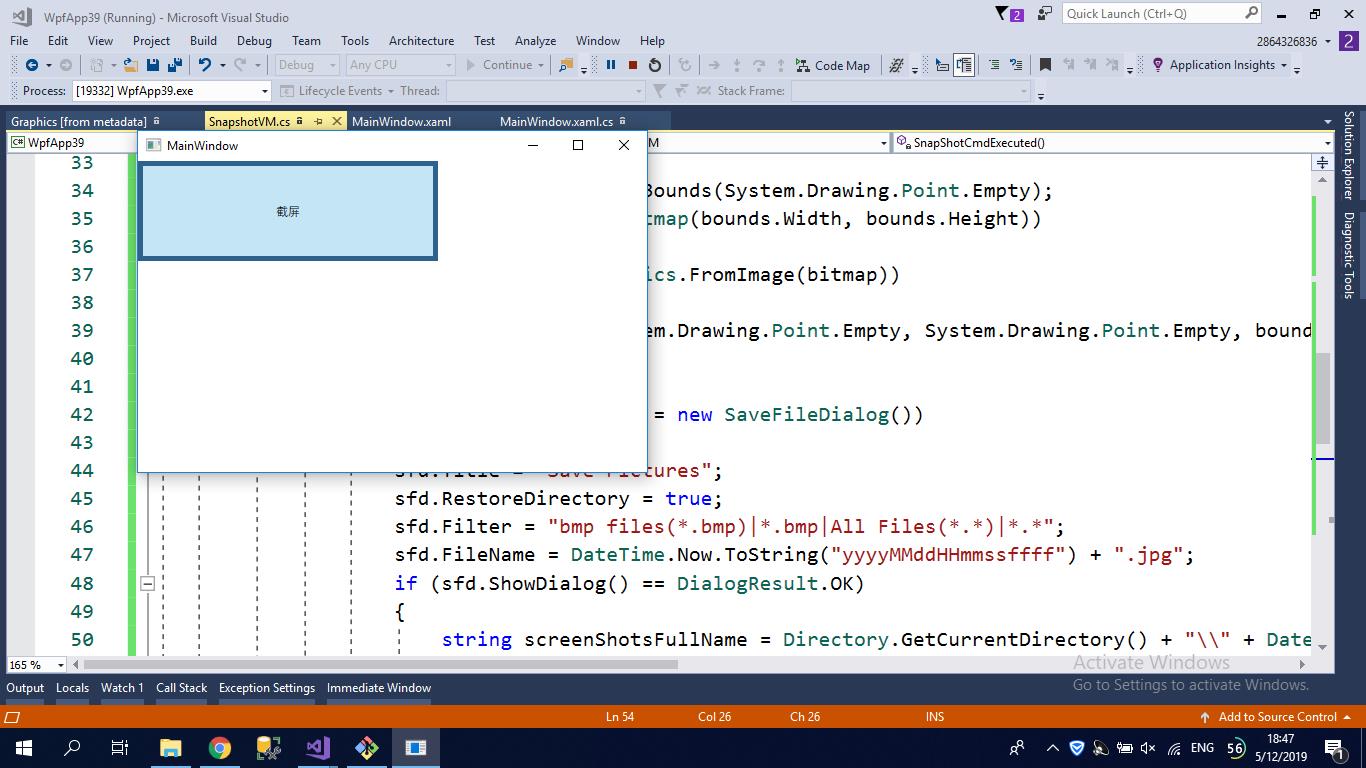 WpfApp39 (Running) - Microsoft Visual Studio
2
Quick Launch (Ctrl+Q)
File Edit View Project Build Debug Team Tools Architecture Test Analyze Window Help
2864326836
2
Debug Any CPU Continue Code Map Application Insights
Process: [19332] WpfApp39.exe Lifecycle Events Thread: Stack Frame:
Graphics [from metadata] SnapshotVM.cs MainWindow.xaml MainWindow.xaml.cs
C# WpfApp39 M SnapShotCmdExecuted()
MainWindow
截屏
33
34 Bounds(System.Drawing.Point.Empty);
35 tmap(bounds.Width, bounds.Height))
36
37 ics.FromImage(bitmap))
38
39 em.Drawing.Point.Empty, System.Drawing.Point.Empty, bound
40
41
42 = new SaveFileDialog())
43
44 sfd.Title = "Save Pictures";
45 sfd.RestoreDirectory = true;
46 sfd.Filter = "bmp files(*.bmp)|*.bmp|All Files(*.*)|*.*";
47 sfd.FileName = DateTime.Now.ToString("yyyyMMddHHmmssffff") + ".jpg";
48 if (sfd.ShowDialog() == DialogResult.OK)
49 {
50 string screenShotsFullName = Directory.GetCurrentDirectory() + "\\" + Date
Solution Explorer
Diagnostic Tools
165 %
Activate Windows
Go to Settings to activate Windows.
Output Locals Watch 1 Call Stack Exception Settings Immediate Window
Ln 54 Col 26 Ch 26 INS Add to Source Control
ENG 56 18:47
5/12/2019
1